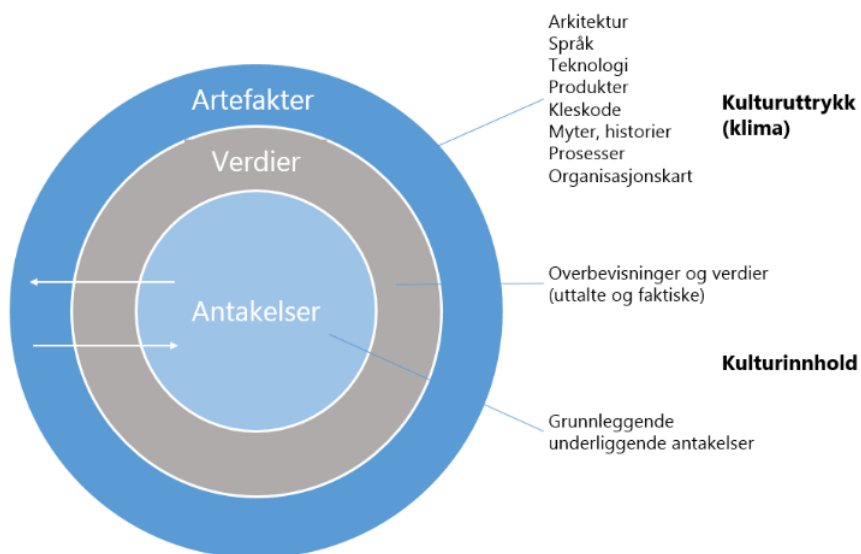 Artefakter
Verdier
Antakelser
Arkitektur
Språk
Teknologi
Produkter
Kleskode
Myter, historier
Prosesser
Organisasjonskart
Kulturuttrykk
(klima)
Overbevisninger og verdier
(uttalte og faktiske)
Kulturinnhold
Grunnleggende
underliggende antakelser